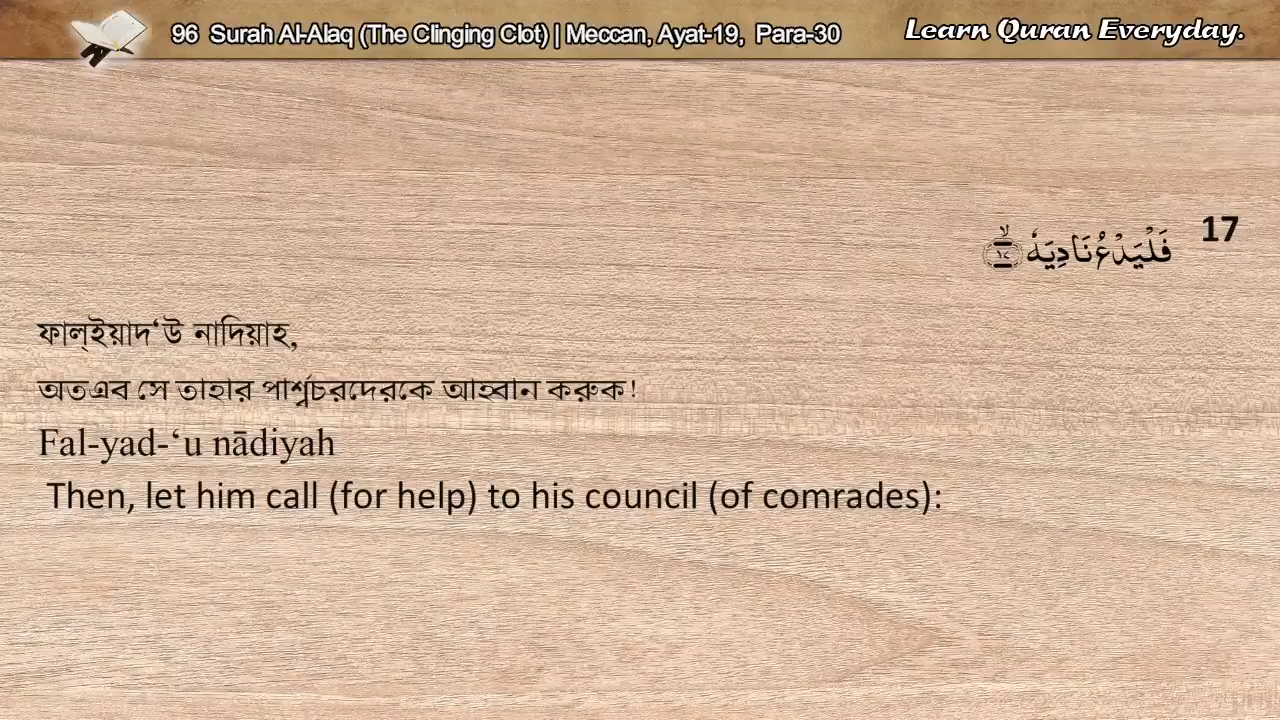 96 Surah Al-Alaq (The Clinging Clot) | Meccan, Ayat-19, Para-30
Learn Quran Everyday.
17
فَلْيَدْعُ نَادِيَهٗ ۙ﴿۱۷﴾
ফাল্ইয়াদ‘উ নাদিয়াহ,
অতএব সে তাহার পার্শ্বচরদেরকে আহ্বান করুক!
Fal-yad-‘u nādiyah
Then, let him call (for help) to his council (of comrades):